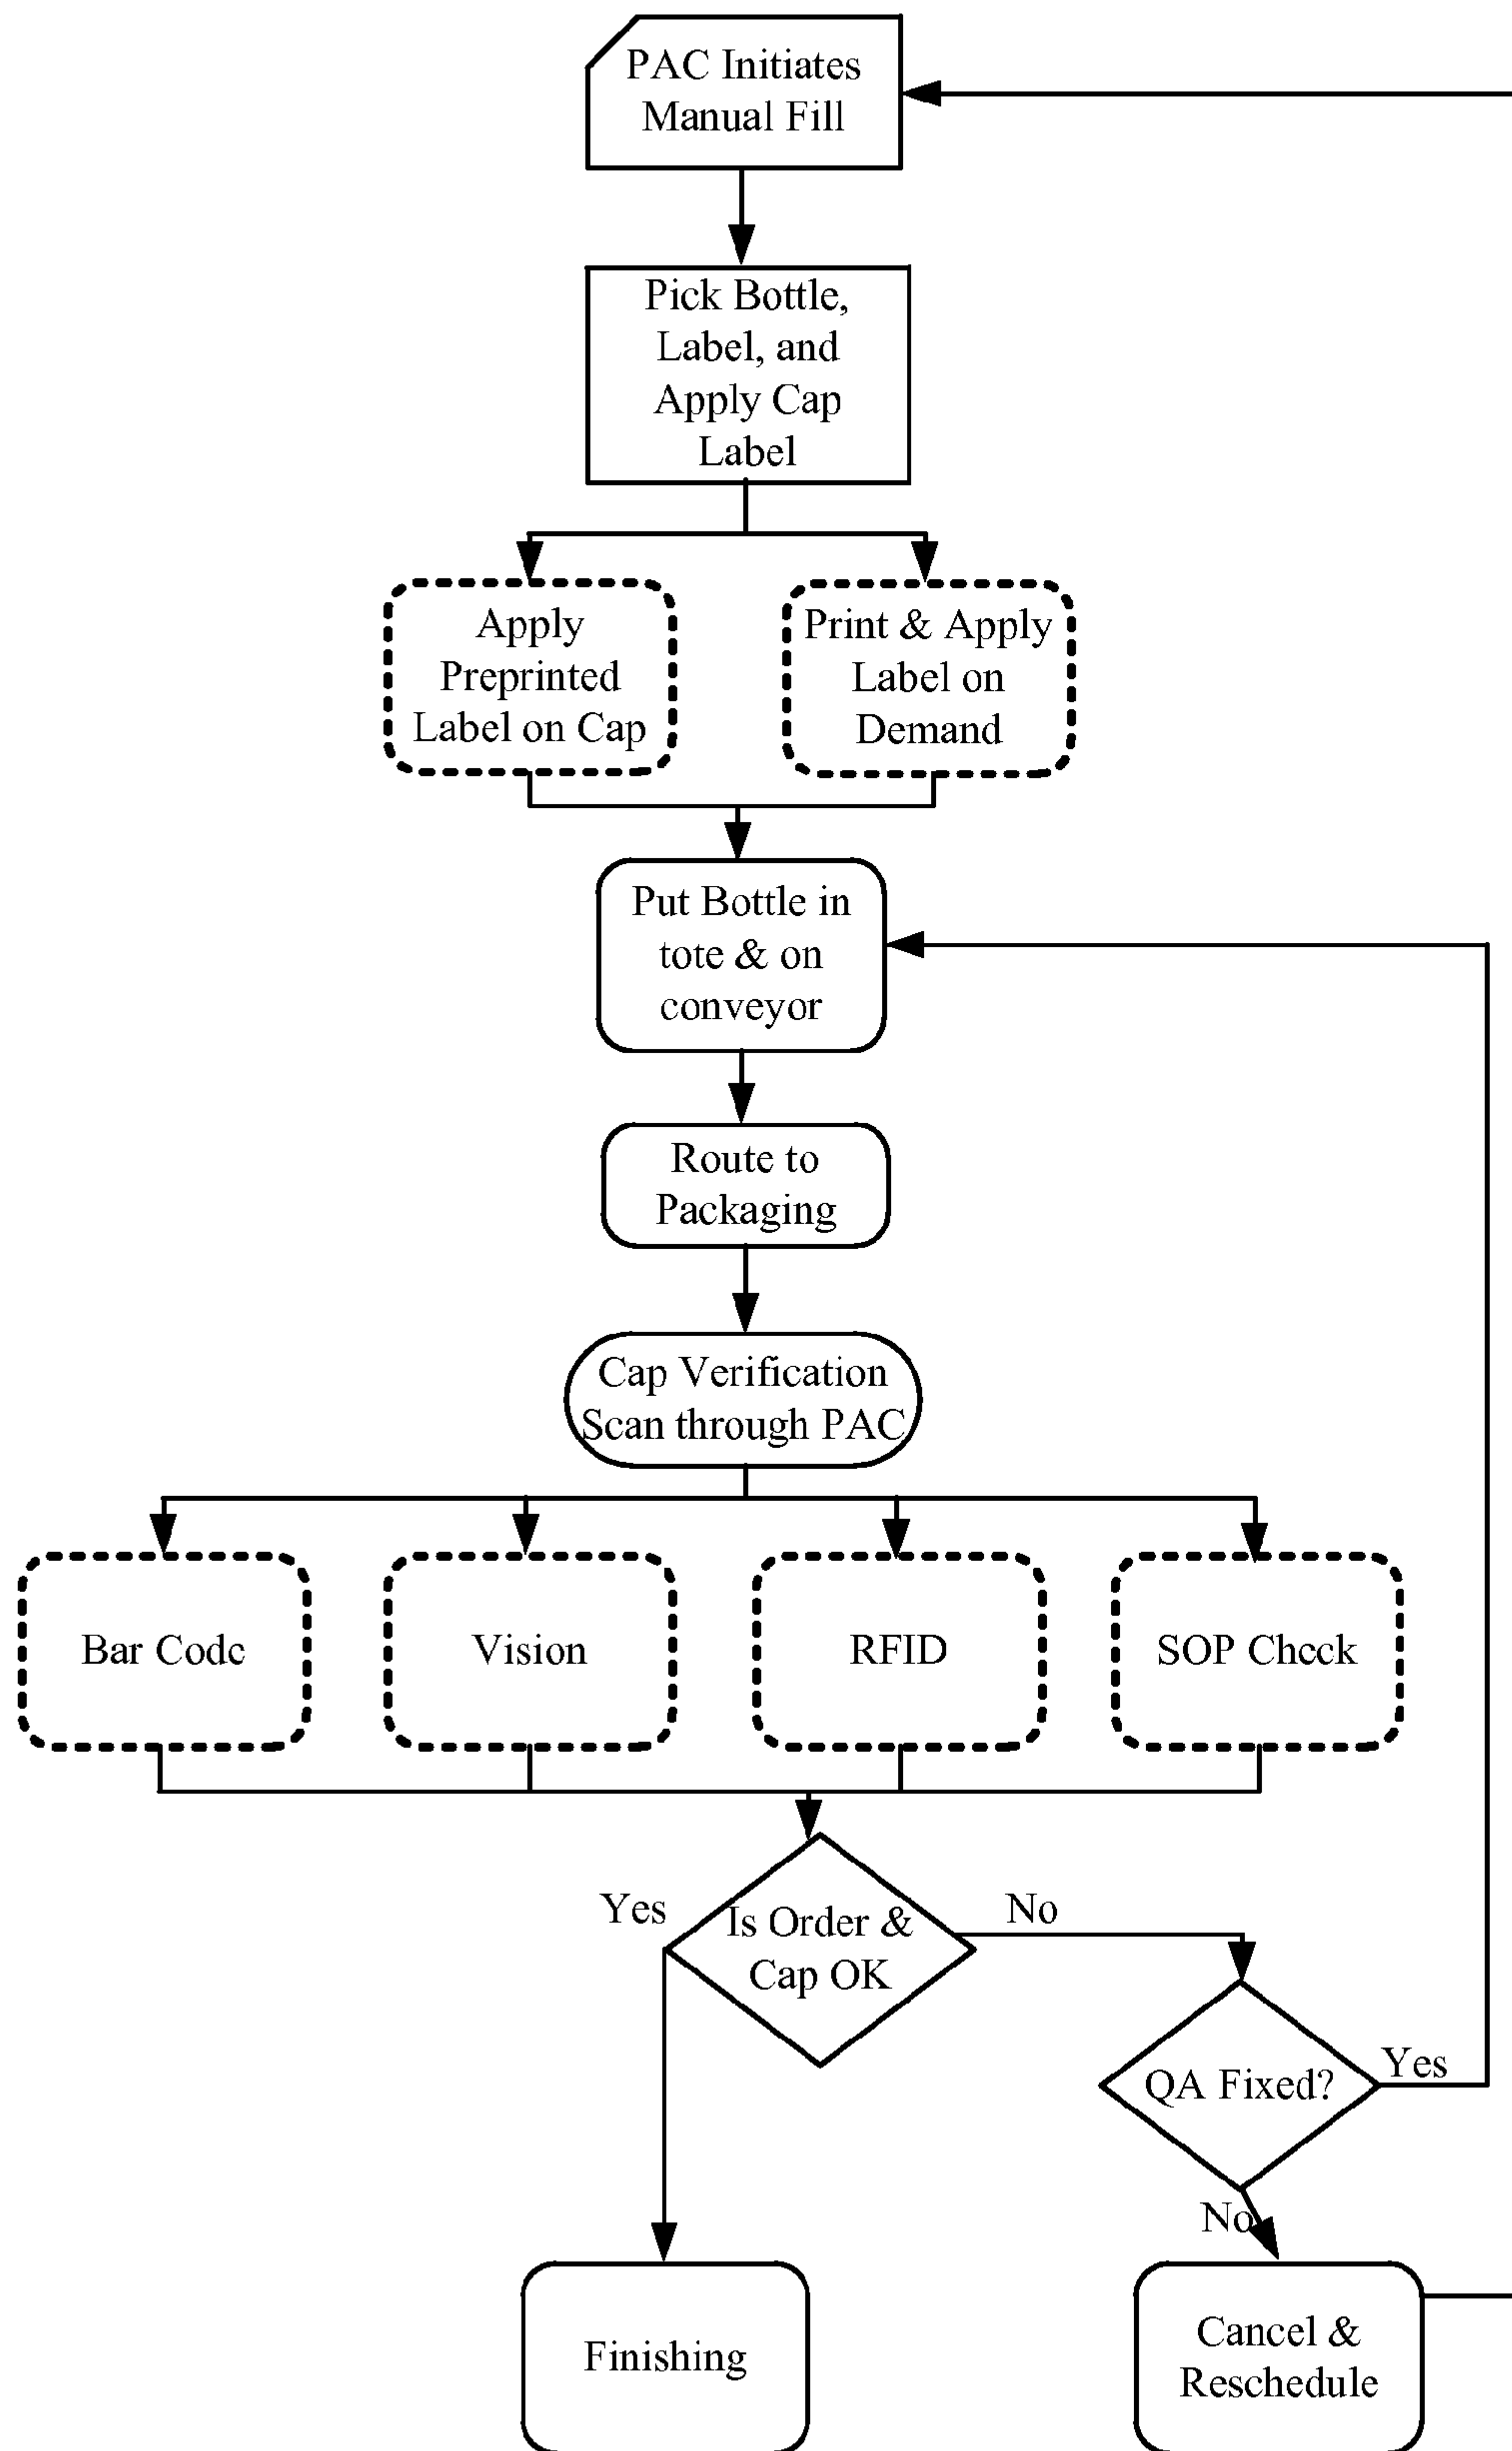 PAC Initiates
Manual Fill
Pick Bottle,
Label, and
Apply Cap
Label
Apply
Preprinted
Label on Cap
Print & Apply
Label on
Demand
Put Bottle in
tote & on
conveyor
Route to
Packaging
Cap Verification
Scan through PAC
Bar Code
Vision
RFID
SOP Check
Yes
Is Order &
Cap OK
No
QA Fixed?
Yes
No
Finishing
Cancel &
Reschedule